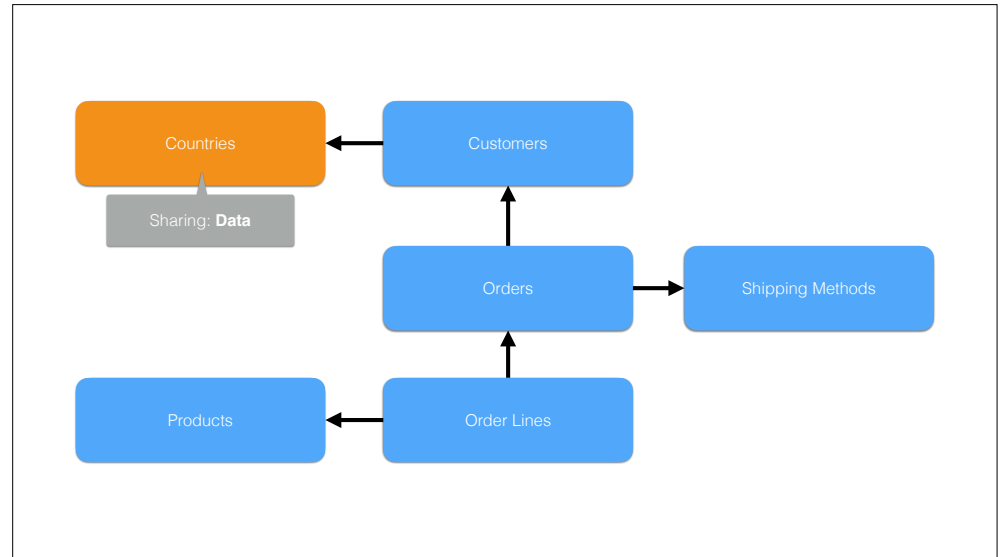 Countries
Customers
Sharing: Data
Orders
Shipping Methods
Products
Order Lines